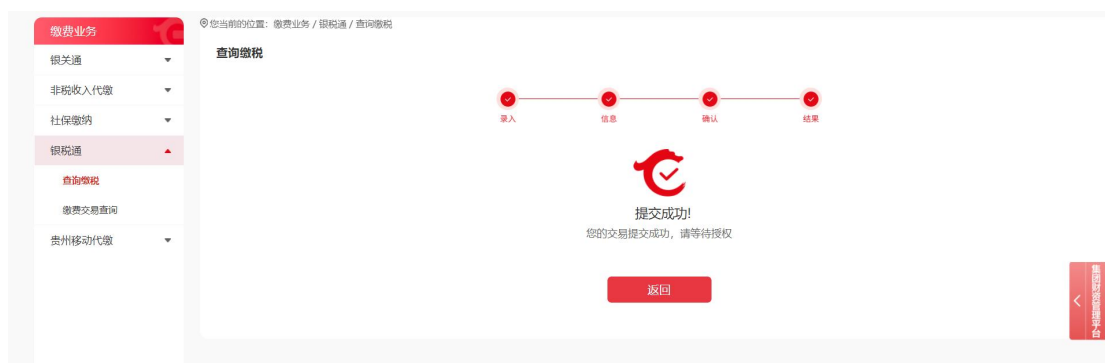 缴费业务
银关通
非税收入代缴
社保缴纳
银税通
查询缴税
缴费交易查询
贵州移动代缴
您当前的位置：缴费业务 / 银税通 / 查询缴税
查询缴税
录入
信息
确认
结果
提交成功!
您的交易提交成功，请等待授权
返回
集团财资管理平台